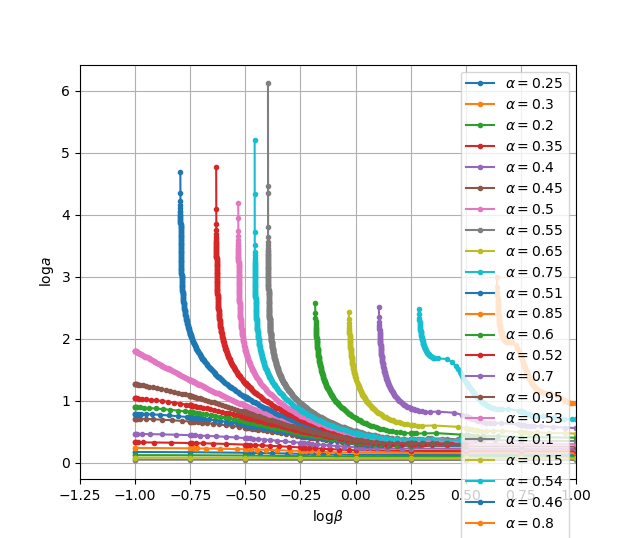 6
5
4
3
2
1
0
log a
−1.25 −1.00 −0.75 −0.50 −0.25 0.00 0.25 0.50 0.75 1.00
log β
α = 0.25
α = 0.3
α = 0.2
α = 0.35
α = 0.4
α = 0.45
α = 0.5
α = 0.55
α = 0.65
α = 0.75
α = 0.51
α = 0.85
α = 0.6
α = 0.52
α = 0.7
α = 0.95
α = 0.53
α = 0.1
α = 0.15
α = 0.54
α = 0.46
α = 0.8